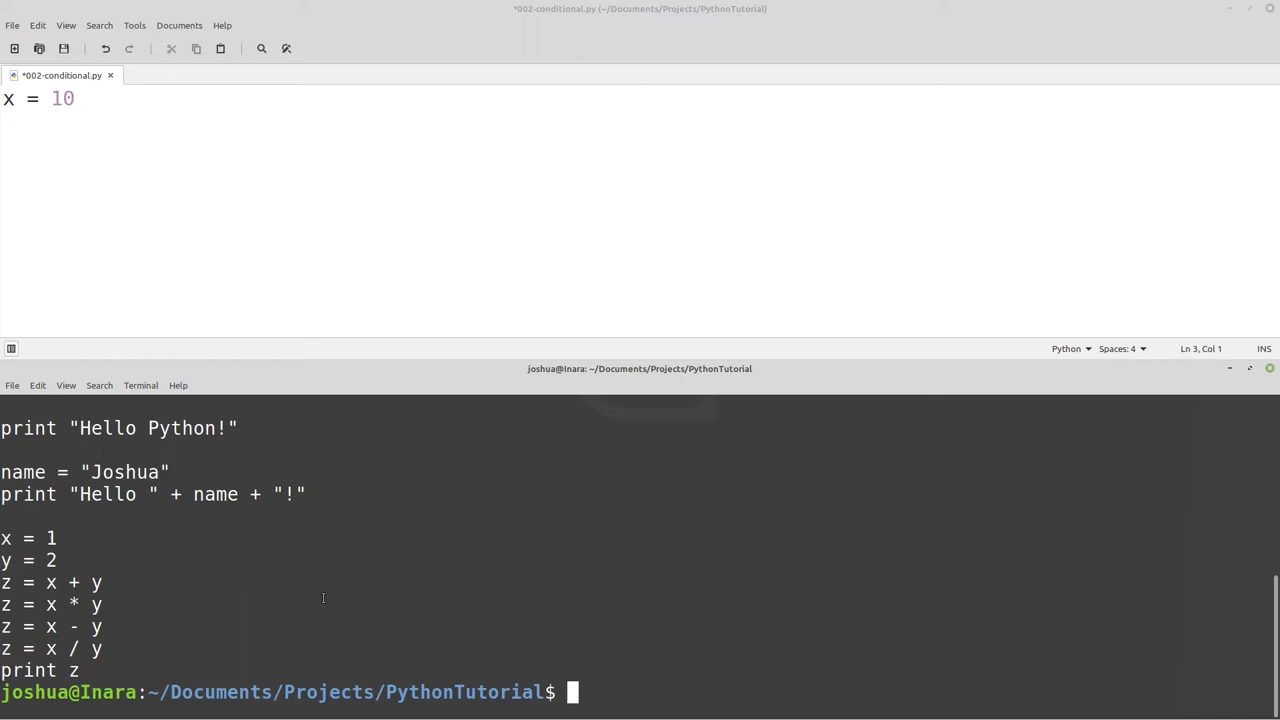 *002-conditional.py (~/Documents/Projects/PythonTutorial)
File Edit View Search Tools Documents Help
*002-conditional.py
x = 10
Python Spaces: 4 Ln 3, Col 1 INS
joshua@Inara: ~/Documents/Projects/PythonTutorial
File Edit View Search Terminal Help
print "Hello Python!"
name = "Joshua"
print "Hello " + name + "!"
x = 1
y = 2
z = x + y
z = x * y
z = x - y
z = x / y
print z
joshua@Inara:~/Documents/Projects/PythonTutorial$